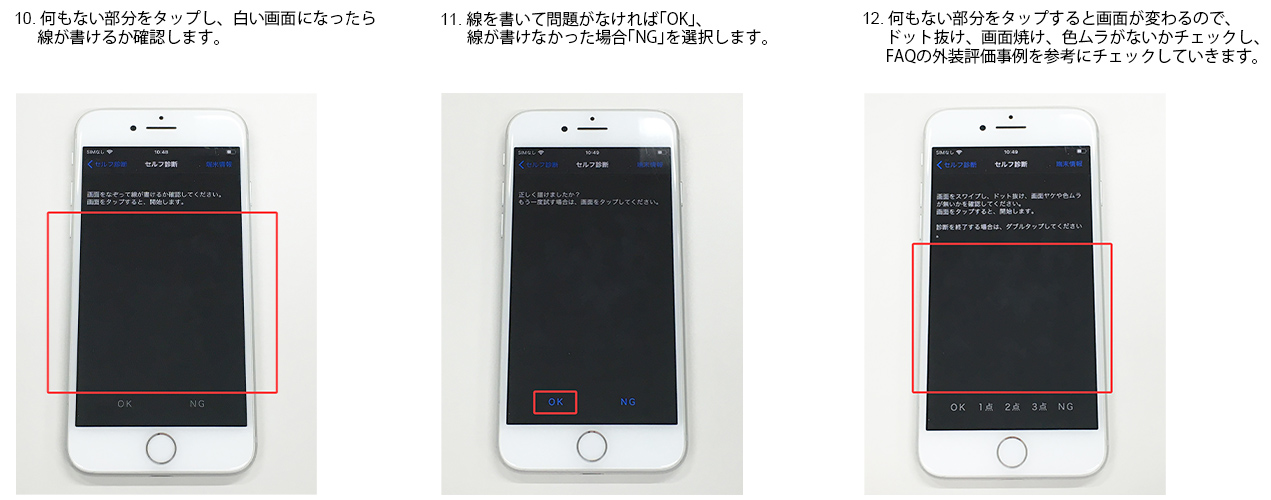 10. 何もない部分をタップし、白い画面になったら
線が書けるか確認します。
SIMなし 10:48
セルフ診断 セルフ診断 端末情報
画面をなぞって線が書けるか確認してください。
画面をタップすると、開始します。
OK NG
11. 線を書いて問題がなければ「OK」、
線が書けなかった場合「NG」を選択します。
SIMなし 10:49
セルフ診断 セルフ診断 端末情報
正しく描けましたか?
もう一度試す場合は、画面をタップしてください。
OK NG
12. 何もない部分をタップすると画面が変わるので、
ドット抜け、画面焼け、色ムラがないかチェックし、
FAQの外装評価事例を参考にチェックしていきます。
SIMなし 10:49
セルフ診断 セルフ診断 端末情報
画面をスワイプし、ドット抜け、画面ヤケや色ムラ
が無いかを確認してください。
画面をタップすると、開始します。
診断を終了する場合は、ダブルタップしてください
。
OK 1点 2点 3点 NG